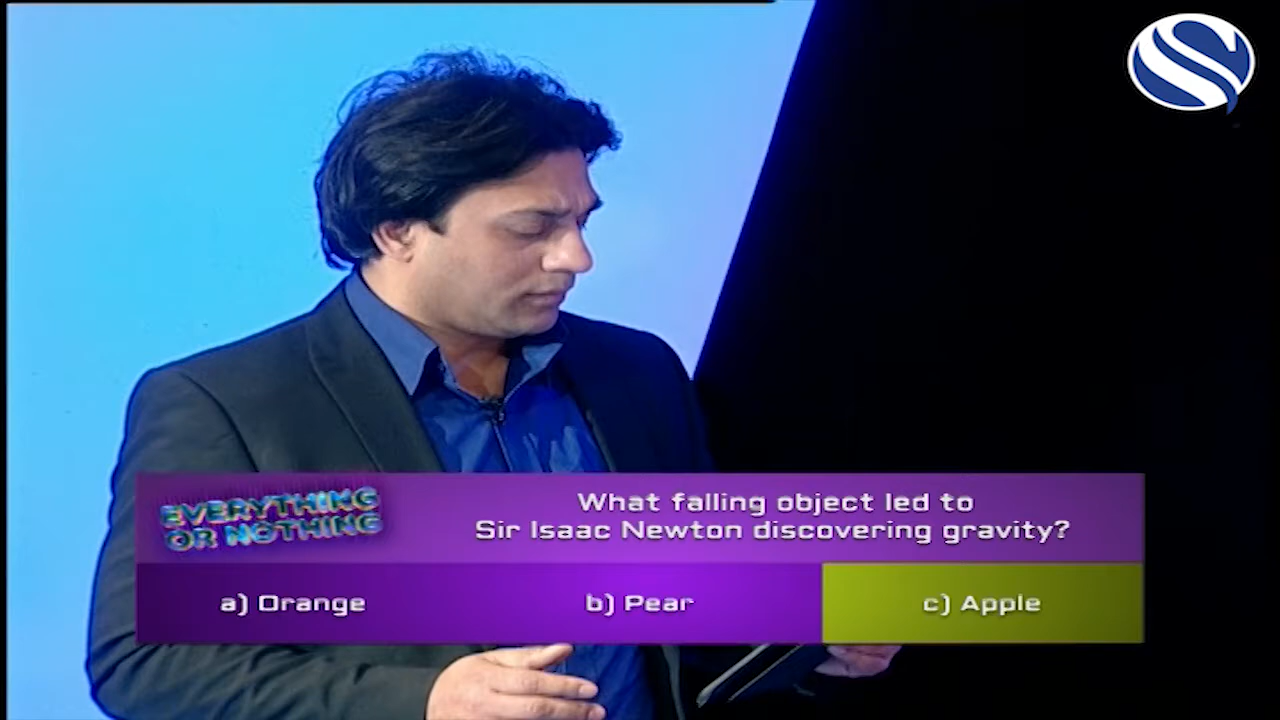 S
EVERYTHING
OR NOTHING
What falling object led to
Sir Isaac Newton discovering gravity?
a) Orange
b) Pear
c) Apple